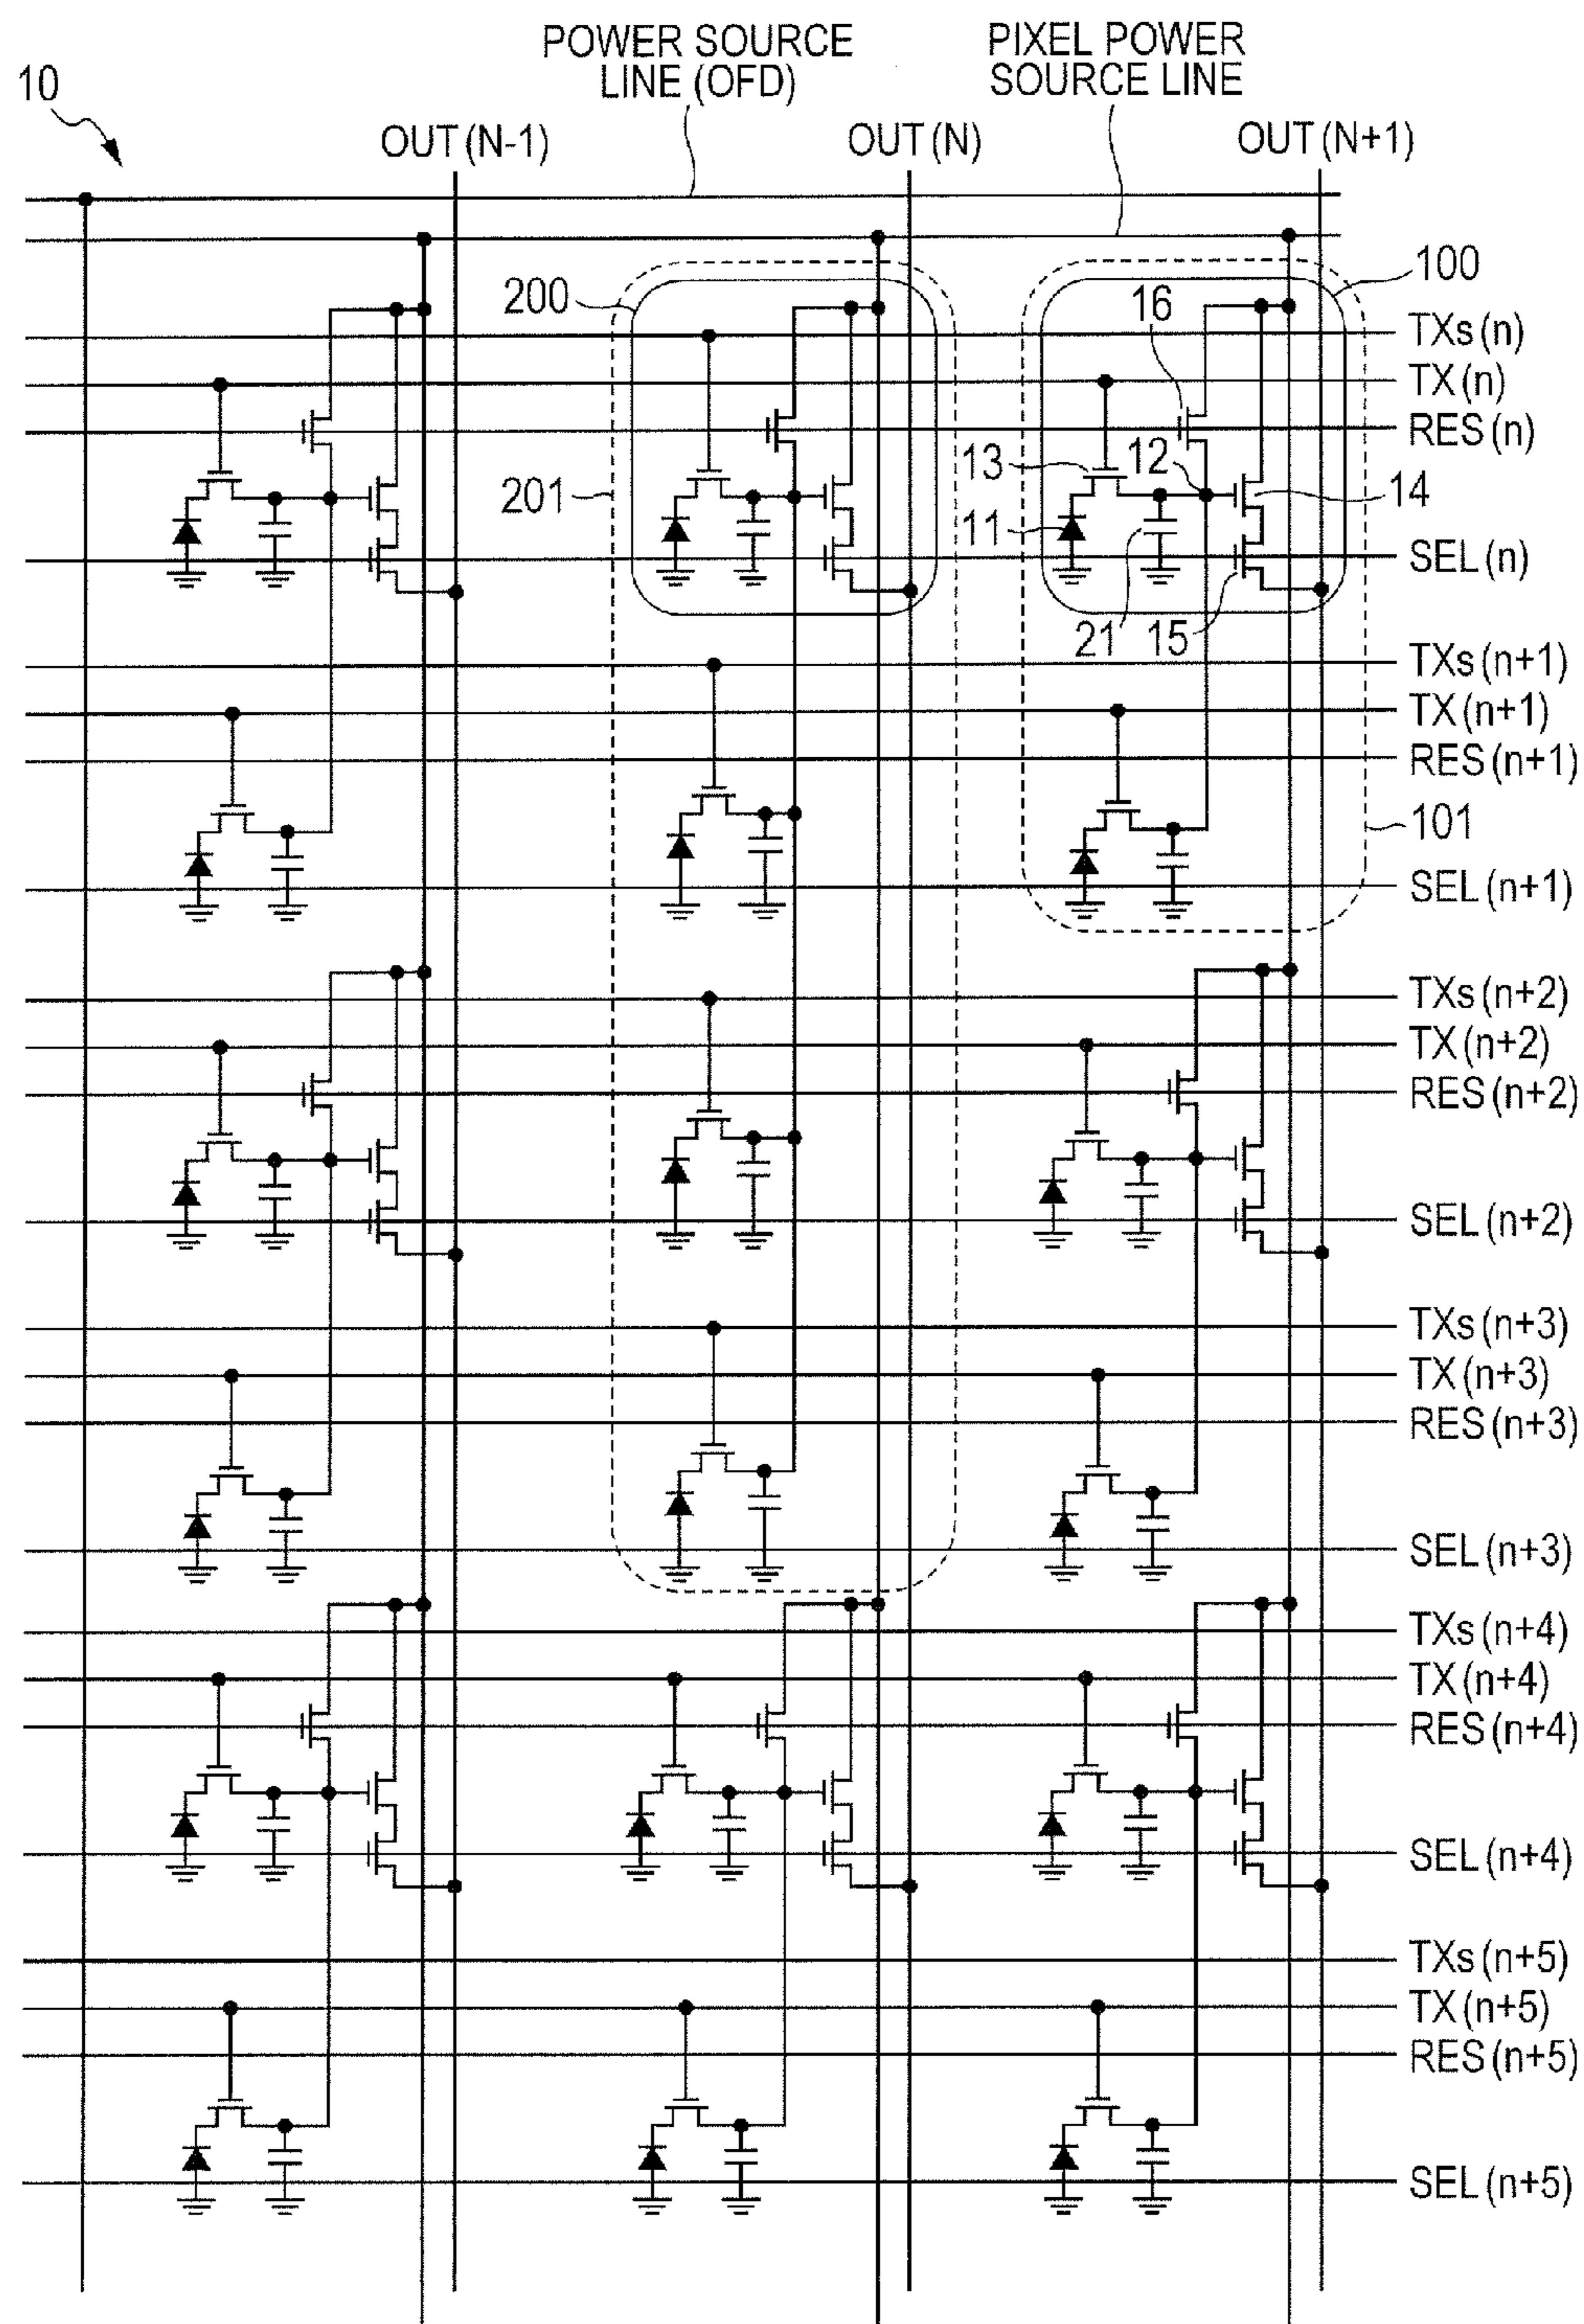 POWER SOURCE
LINE (OFD)
PIXEL POWER
SOURCE LINE
10
OUT (N-1)
OUT (N)
OUT (N+1)
200
100
16
TXs (n)
TX (n)
RES (n)
201
13
12
14
11
SEL (n)
21
15
TXs (n+1)
TX (n+1)
RES (n+1)
101
SEL (n+1)
TXs (n+2)
TX (n+2)
RES (n+2)
SEL (n+2)
TXs (n+3)
TX (n+3)
RES (n+3)
SEL (n+3)
TXs (n+4)
TX (n+4)
RES (n+4)
SEL (n+4)
TXs (n+5)
TX (n+5)
RES (n+5)
SEL (n+5)